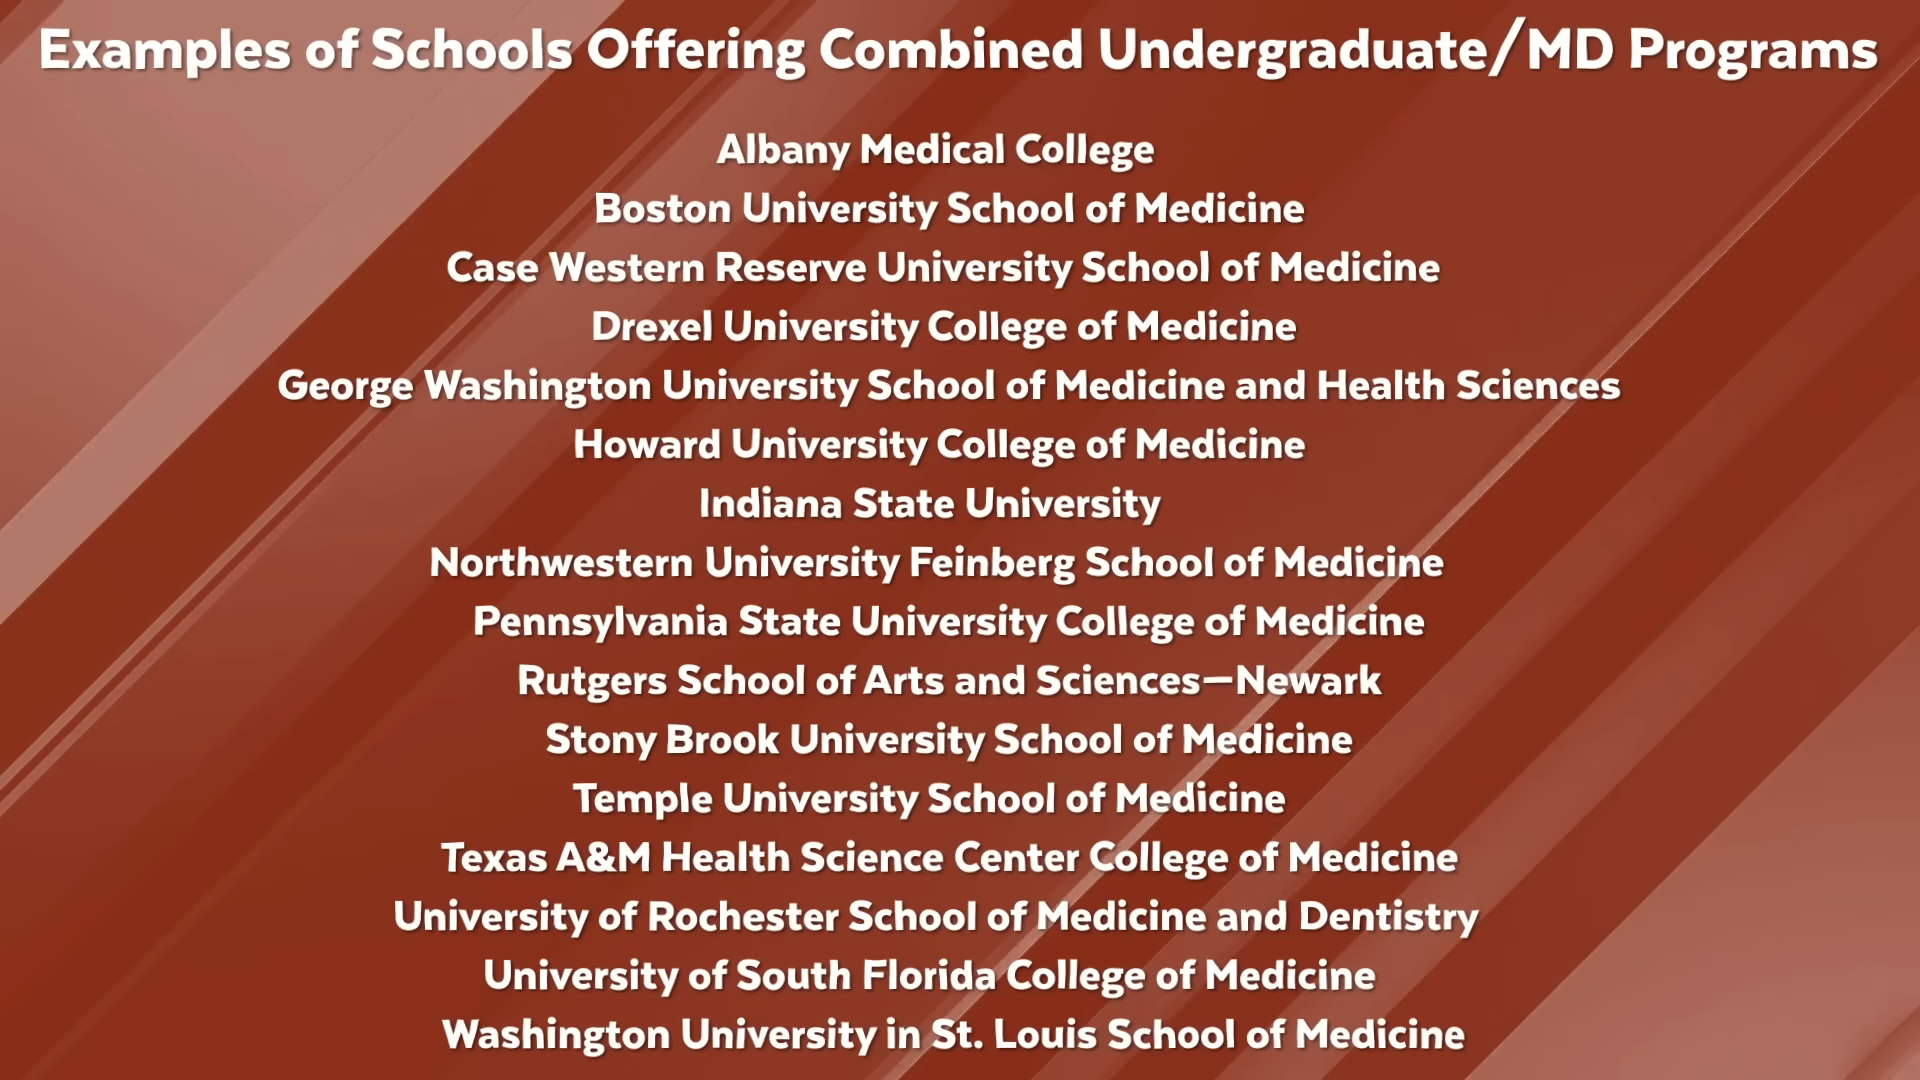 Examples of Schools Offering Combined Undergraduate/MD Programs
Albany Medical College
Boston University School of Medicine
Case Western Reserve University School of Medicine
Drexel University College of Medicine
George Washington University School of Medicine and Health Sciences
Howard University College of Medicine
Indiana State University
Northwestern University Feinberg School of Medicine
Pennsylvania State University College of Medicine
Rutgers School of Arts and Sciences—Newark
Stony Brook University School of Medicine
Temple University School of Medicine
Texas A&M Health Science Center College of Medicine
University of Rochester School of Medicine and Dentistry
University of South Florida College of Medicine
Washington University in St. Louis School of Medicine